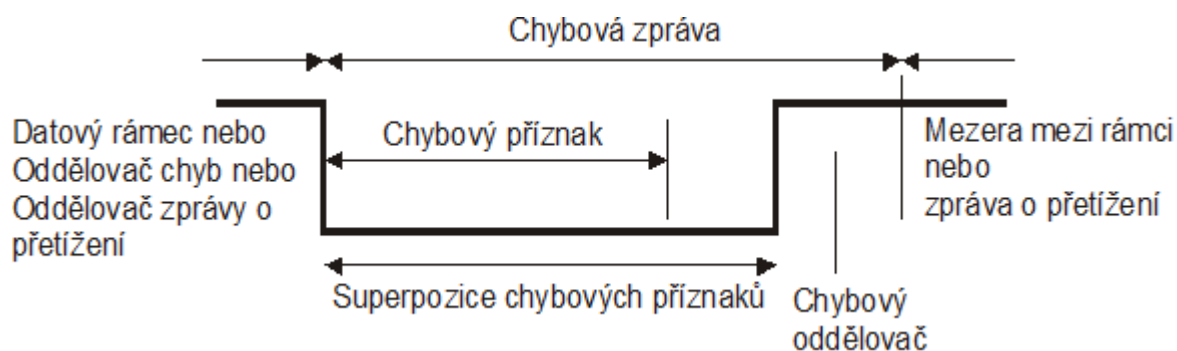 Chybová zpráva
Datový rámec nebo
Oddělovač chyb nebo
Oddělovač zprávy o
přetížení
Chybový příznak
Mezera mezi rámci
nebo
zpráva o přetížení
Superpozice chybových příznaků
Chybový
oddělovač